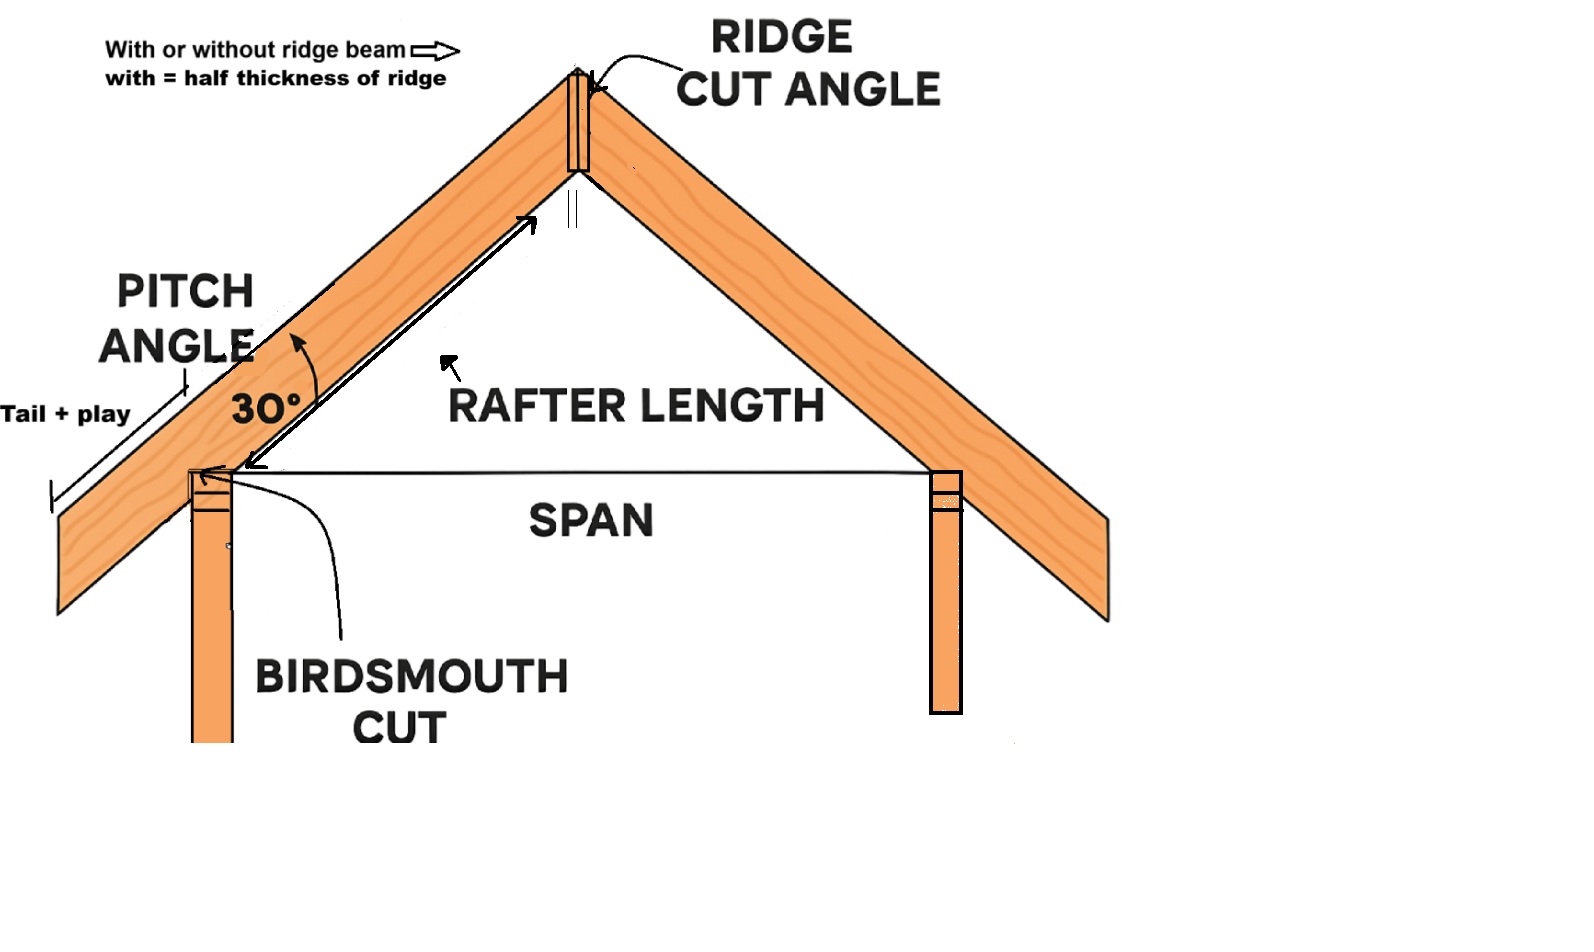 With or without ridge beam
with = half thickness of ridge
RIDGE
CUT ANGLE
PITCH
ANGLE
Tail + play
30°
RAFTER LENGTH
SPAN
BIRDSMOUTH
CUT